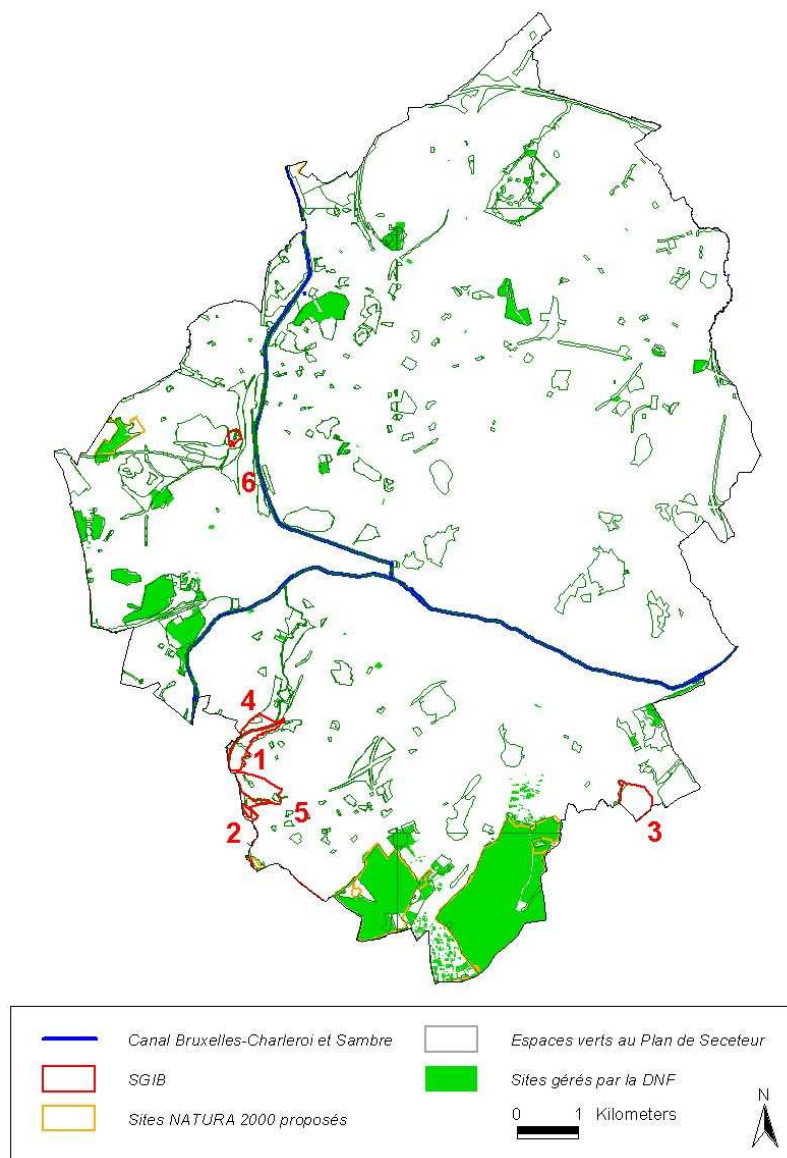 6
4
1
5
2
3
Canal Bruxelles-Charleroi et Sambre
SGIB
Sites NATURA 2000 proposés
Espaces verts au Plan de Seceteur
Sites gérés par la DNF
0 1 Kilometers
N